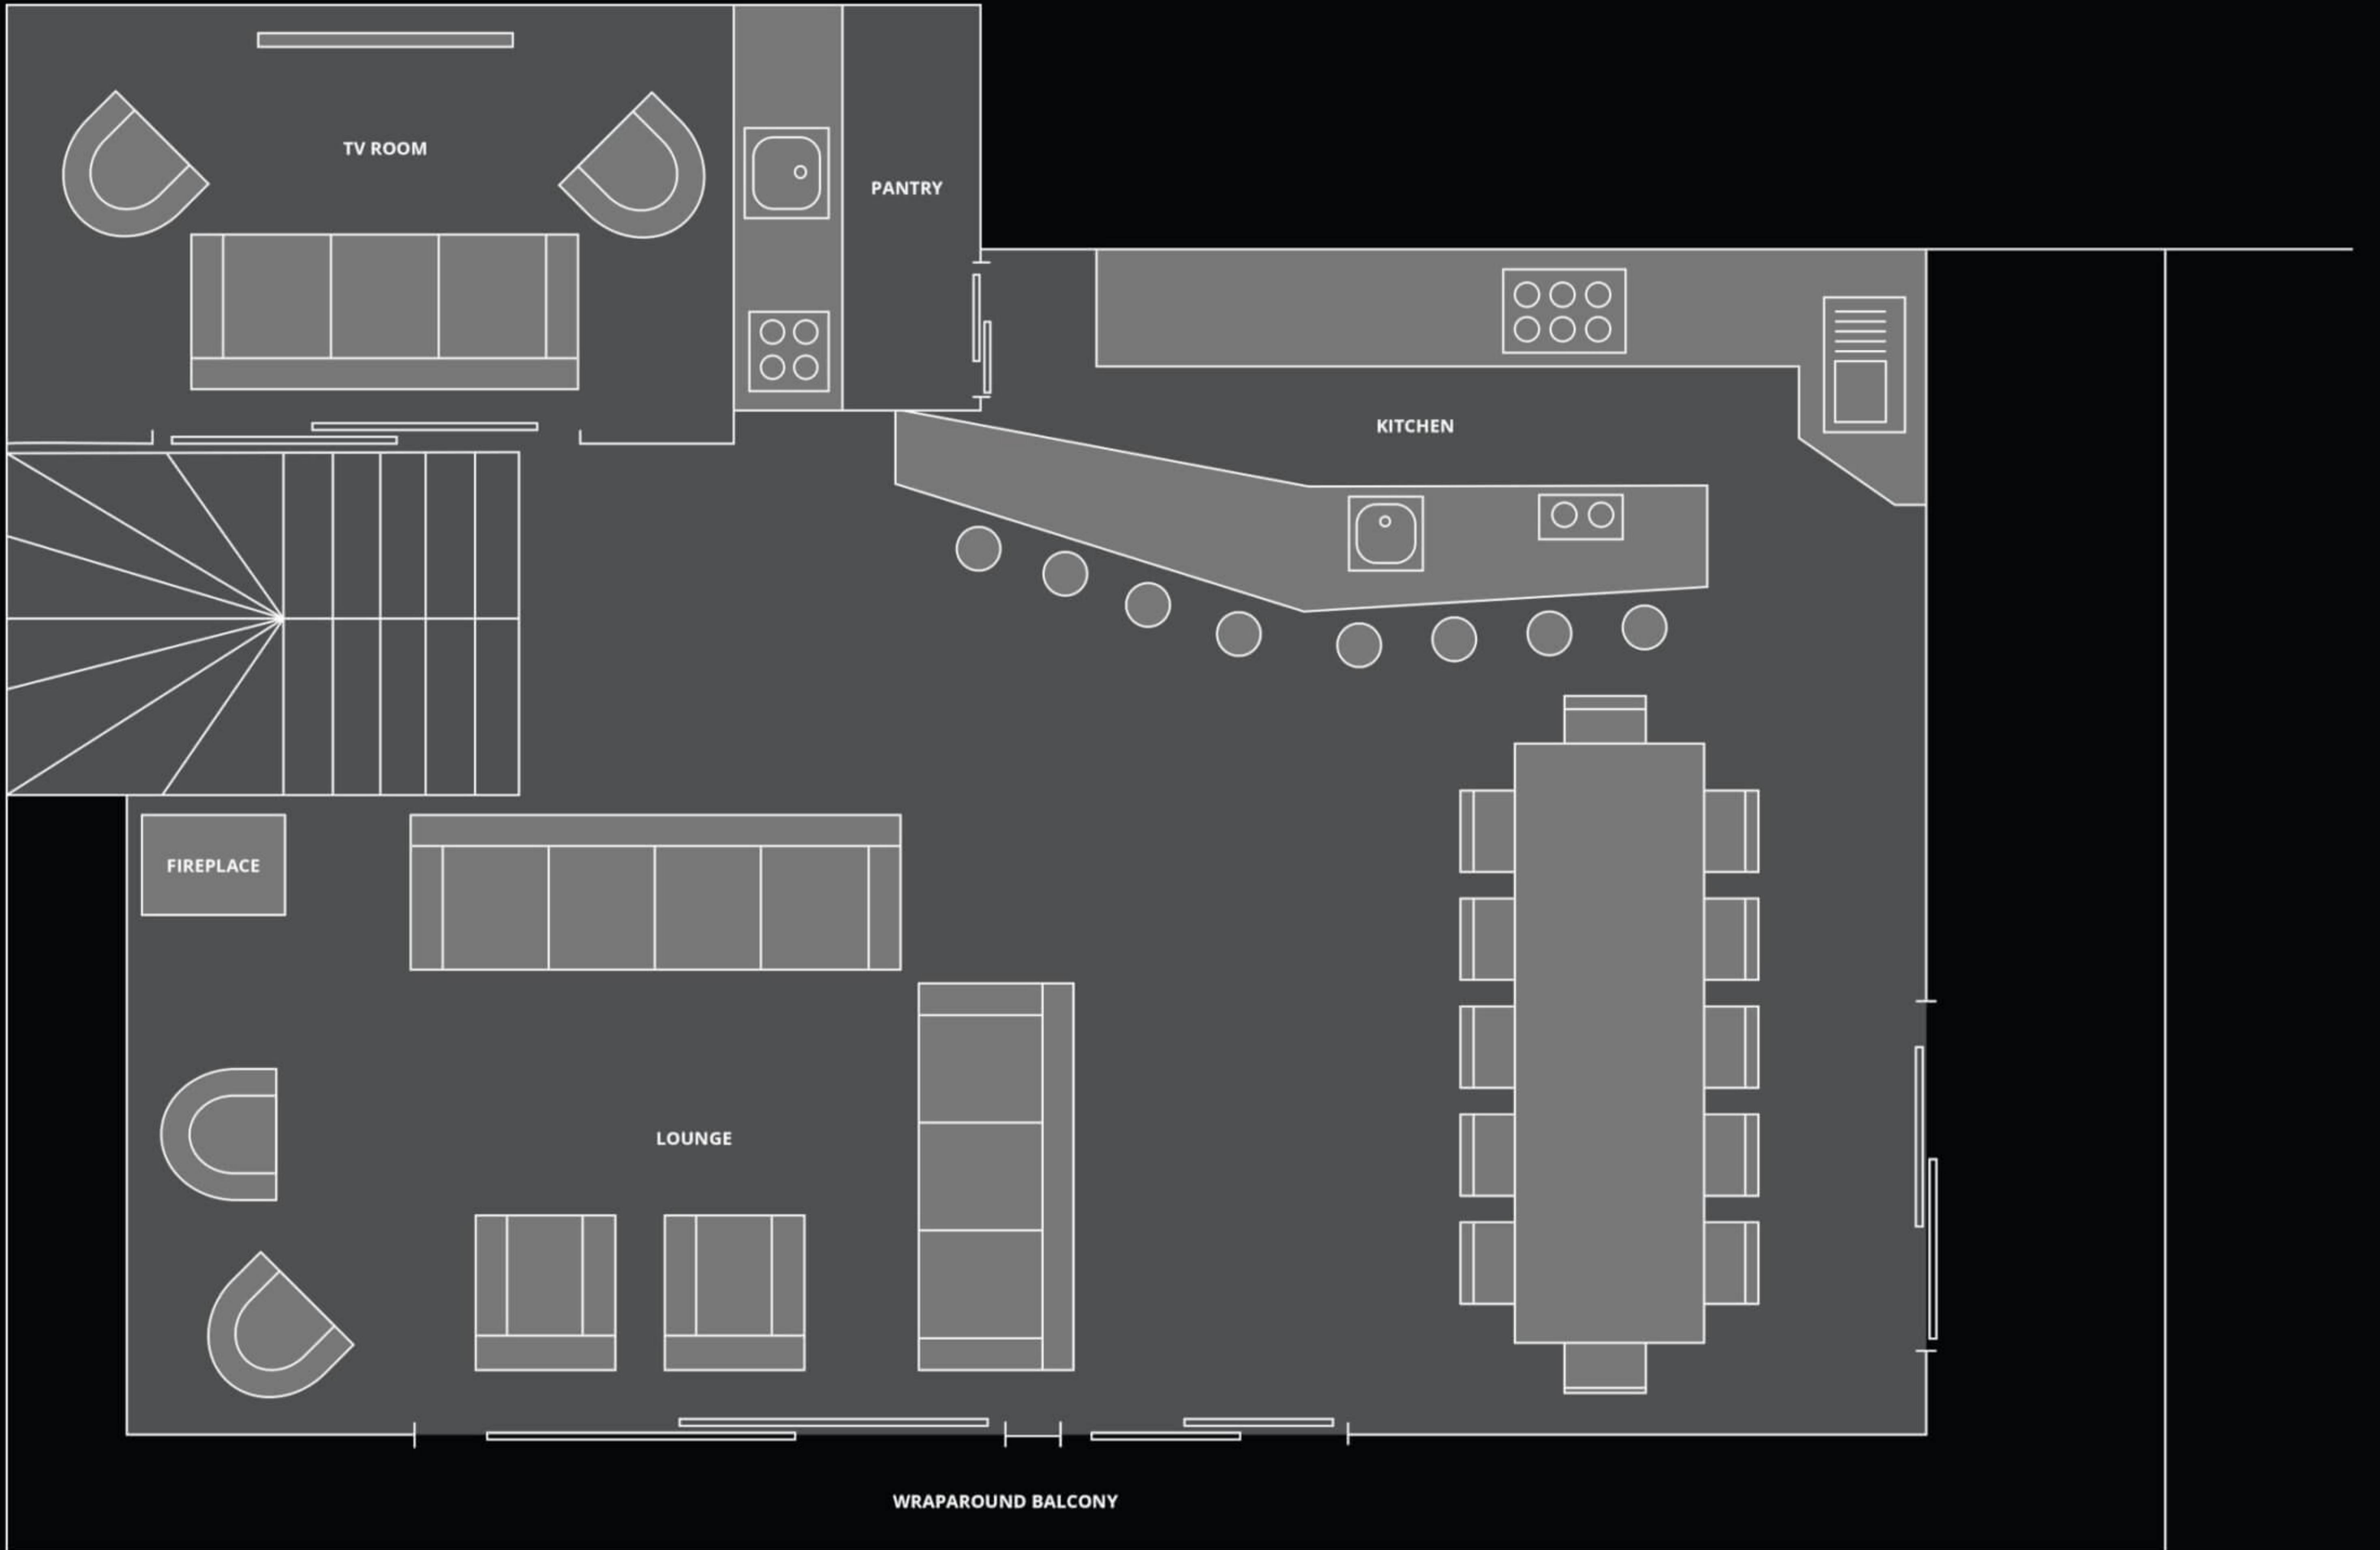 TV ROOM
PANTRY
KITCHEN
FIREPLACE
LOUNGE
WRAPAROUND BALCONY